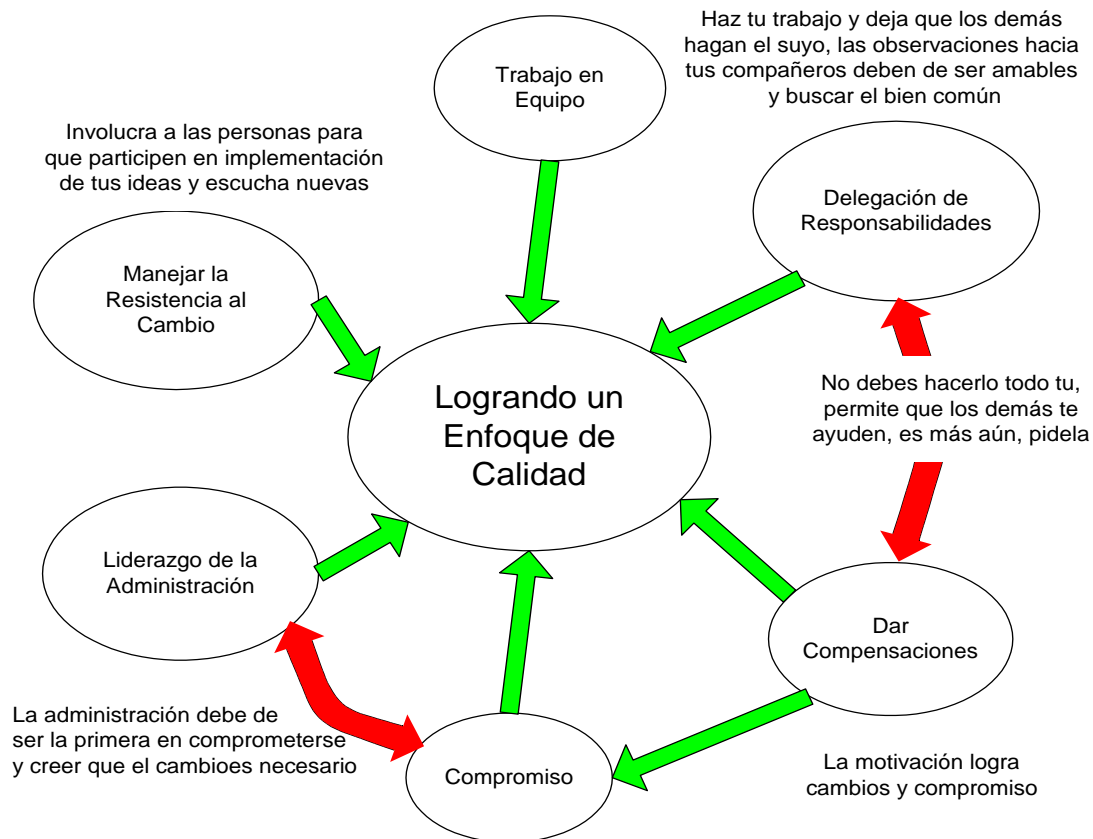 Haz tu trabajo y deja que los demás
hagan el suyo, las observaciones hacia
tus compañeros deben de ser amables
y buscar el bien común
Trabajo en
Equipo
Involucra a las personas para
que participen en implementación
de tus ideas y escucha nuevas
Delegación de
Responsabilidades
Manejar la
Resistencia al
Cambio
Logrando un
Enfoque de
Calidad
No debes hacerlo todo tu,
permite que los demás te
ayuden, es más aún, pidela
Liderazgo de la
Administración
Dar
Compensaciones
La administración debe de
ser la primera en comprometerse
y creer que el cambioes necesario
Compromiso
La motivación logra
cambios y compromiso